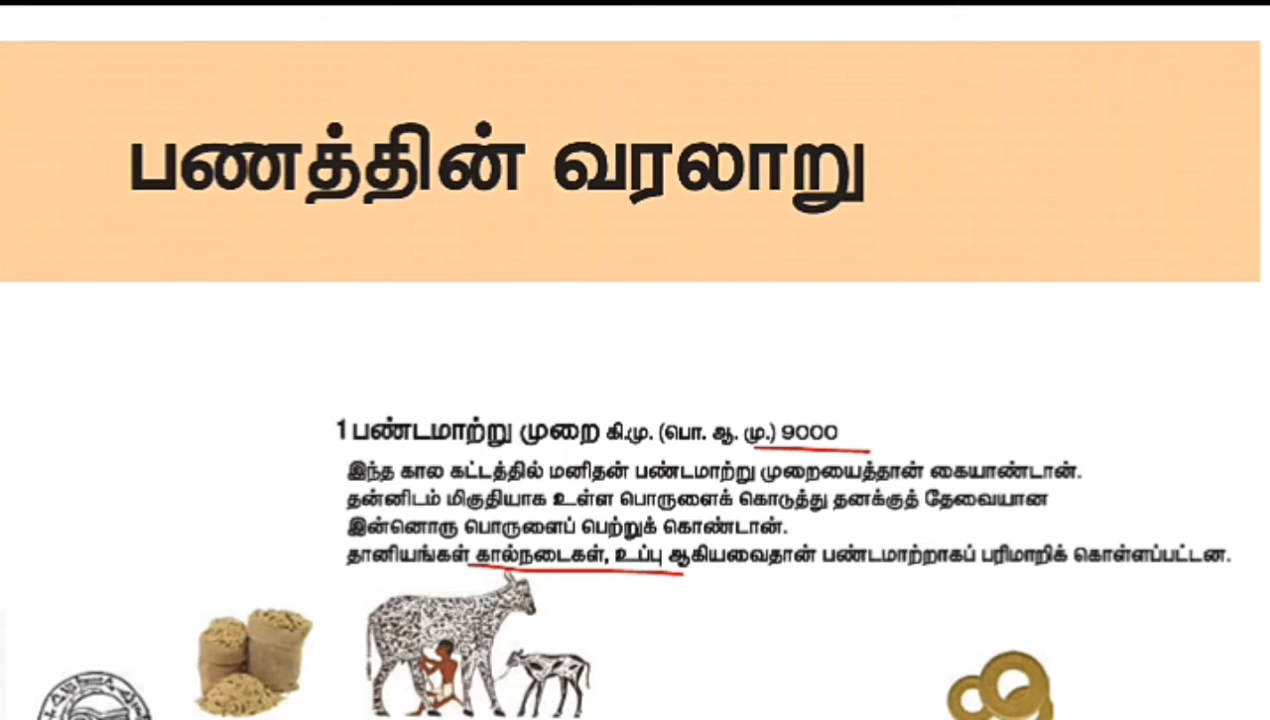 பணத்தின் வரலாறு
1 பண்டமாற்று முறை கி.மு. (பொ. ஆ. மு.) 9000
இந்த கால கட்டத்தில் மனிதன் பண்டமாற்று முறையைத்தான் கையாண்டான்.
தன்னிடம் மிகுதியாக உள்ள பொருளைக் கொடுத்து தனக்குத் தேவையான
இன்னொரு பொருளைப் பெற்றுக் கொண்டான்.
தானியங்கள் கால்நடைகள், உப்பு ஆகியவைதான் பண்டமாற்றாகப் பரிமாறிக் கொள்ளப்பட்டன.